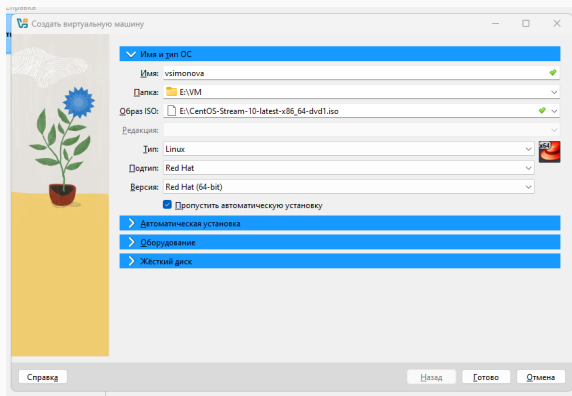 Справка
Создать виртуальную машину
Имя и тип ОС
Имя: vsimonova
Папка: E:\VM
Образ ISO: E:\CentOS-Stream-10-latest-x86_64-dvd1.iso
Редакция:
Тип: Linux
x64
Подтип: Red Hat
Версия: Red Hat (64-bit)
Пропустить автоматическую установку
Автоматическая установка
Оборудование
Жёсткий диск
Справка Назад Готово Отмена